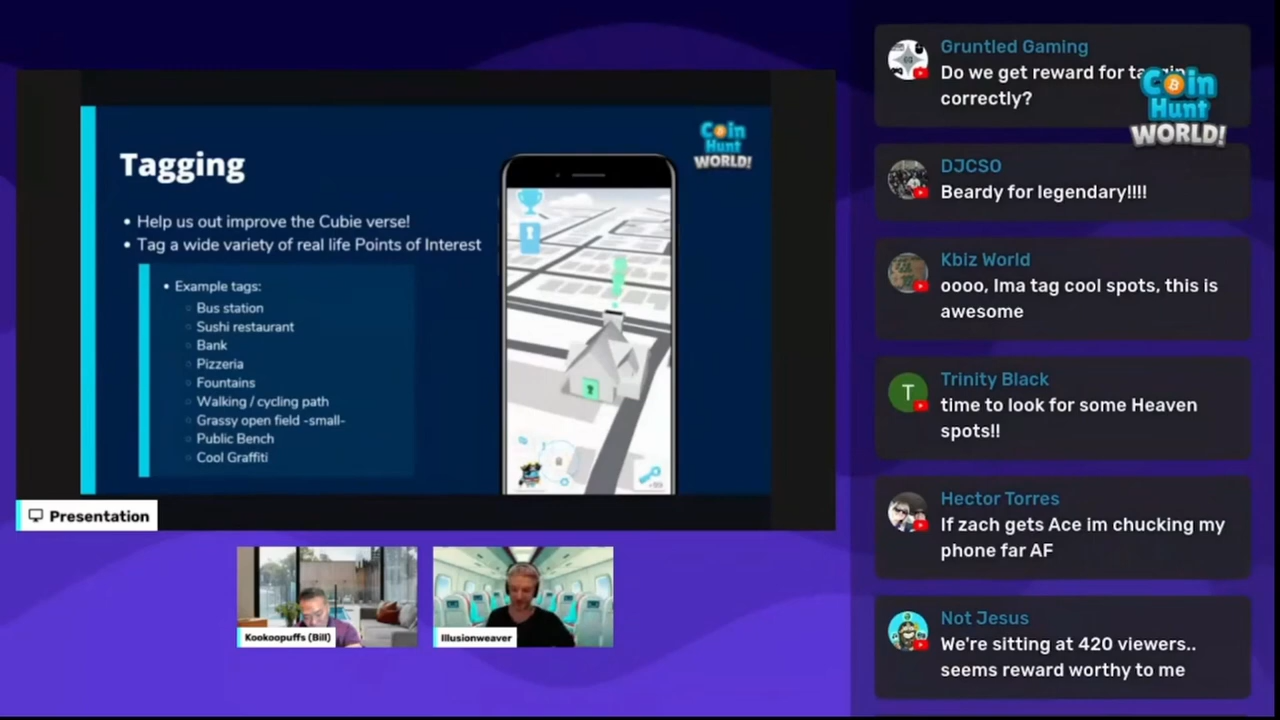 Coin
Hunt
WORLD!
Tagging
• Help us out improve the Cubie verse!
• Tag a wide variety of real life Points of Interest
• Example tags:
Bus station
Sushi restaurant
Bank
Pizzeria
Fountains
Walking / cycling path
Grassy open field -small-
Public Bench
Cool Graffiti
Presentation
Kookoopuffs (Bill)
Illusionweaver
Gruntled Gaming
Do we get reward for
correctly?
Coin
Hunt
WORLD!
DJCSO
Beardy for legendary!!!!
Kbiz World
oooo, Ima tag cool spots, this is
awesome
T
Trinity Black
time to look for some Heaven
spots!!
Hector Torres
If zach gets Ace im chucking my
phone far AF
Not Jesus
We're sitting at 420 viewers..
seems reward worthy to me